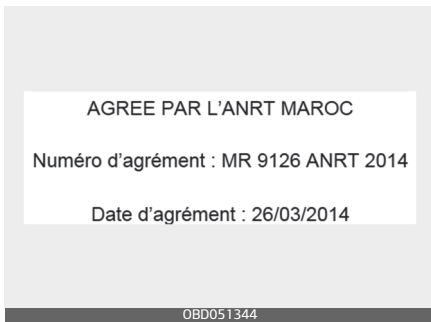 AGREE PAR L'ANRT MAROC
Numéro d'agrément : MR 9126 ANRT 2014
Date d'agrément : 26/03/2014
OBD051344